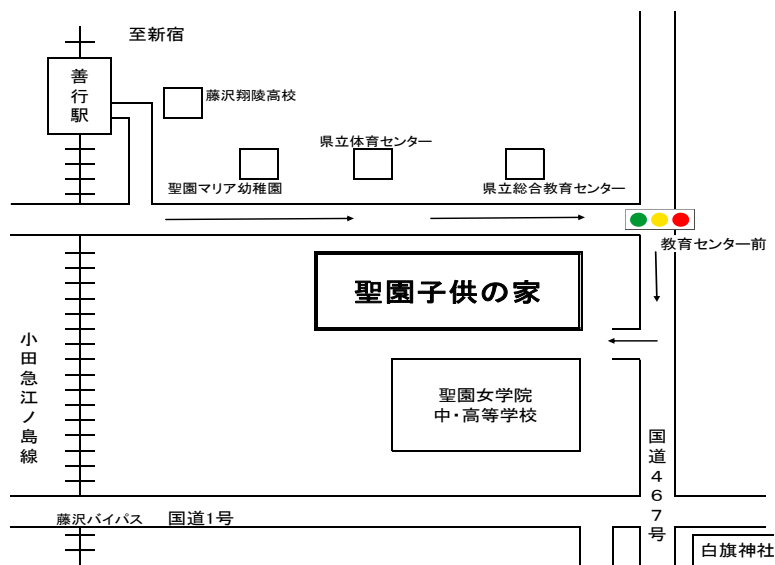 至新宿
善行駅
藤沢翔陵高校
県立体育センター
聖園マリア幼稚園
県立総合教育センター
教育センター前
聖園子供の家
小田急江ノ島線
聖園女学院
中・高等学校
国道467号
藤沢バイパス
国道1号
白旗神社